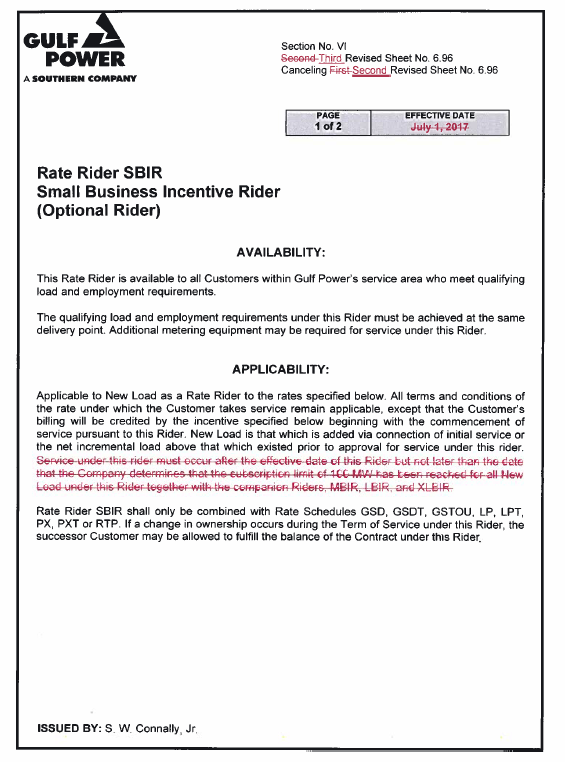 GULF
POWER
A SOUTHERN COMPANY
Section No. VI
Second Third Revised Sheet No. 6.96
Canceling First Second Revised Sheet No. 6.96
PAGE EFFECTIVE DATE
1 of 2 July 1, 2017
Rate Rider SBIR
Small Business Incentive Rider
(Optional Rider)
AVAILABILITY:
This Rate Rider is available to all Customers within Gulf Power's service area who meet qualifying
load and employment requirements.
The qualifying load and employment requirements under this Rider must be achieved at the same
delivery point. Additional metering equipment may be required for service under this Rider.
APPLICABILITY:
Applicable to New Load as a Rate Rider to the rates specified below. All terms and conditions of
the rate under which the Customer takes service remain applicable, except that the Customer's
billing will be credited by the incentive specified below beginning with the commencement of
service pursuant to this Rider. New Load is that which is added via connection of initial service or
the net incremental load above that which existed prior to approval for service under this rider.
Service under this rider must occur after the effective date of this Rider but not later than the date
that the Company determines that the subscription limit of 100 MW has been reached for all New
Load under this Rider together with the companion Riders, MBIR, LBIR, and XLBIR.
Rate Rider SBIR shall only be combined with Rate Schedules GSD, GSDT, GSTOU, LP, LPT,
PX, PXT or RTP. If a change in ownership occurs during the Term of Service under this Rider, the
successor Customer may be allowed to fulfill the balance of the Contract under this Rider.
ISSUED BY: S. W. Connally, Jr.